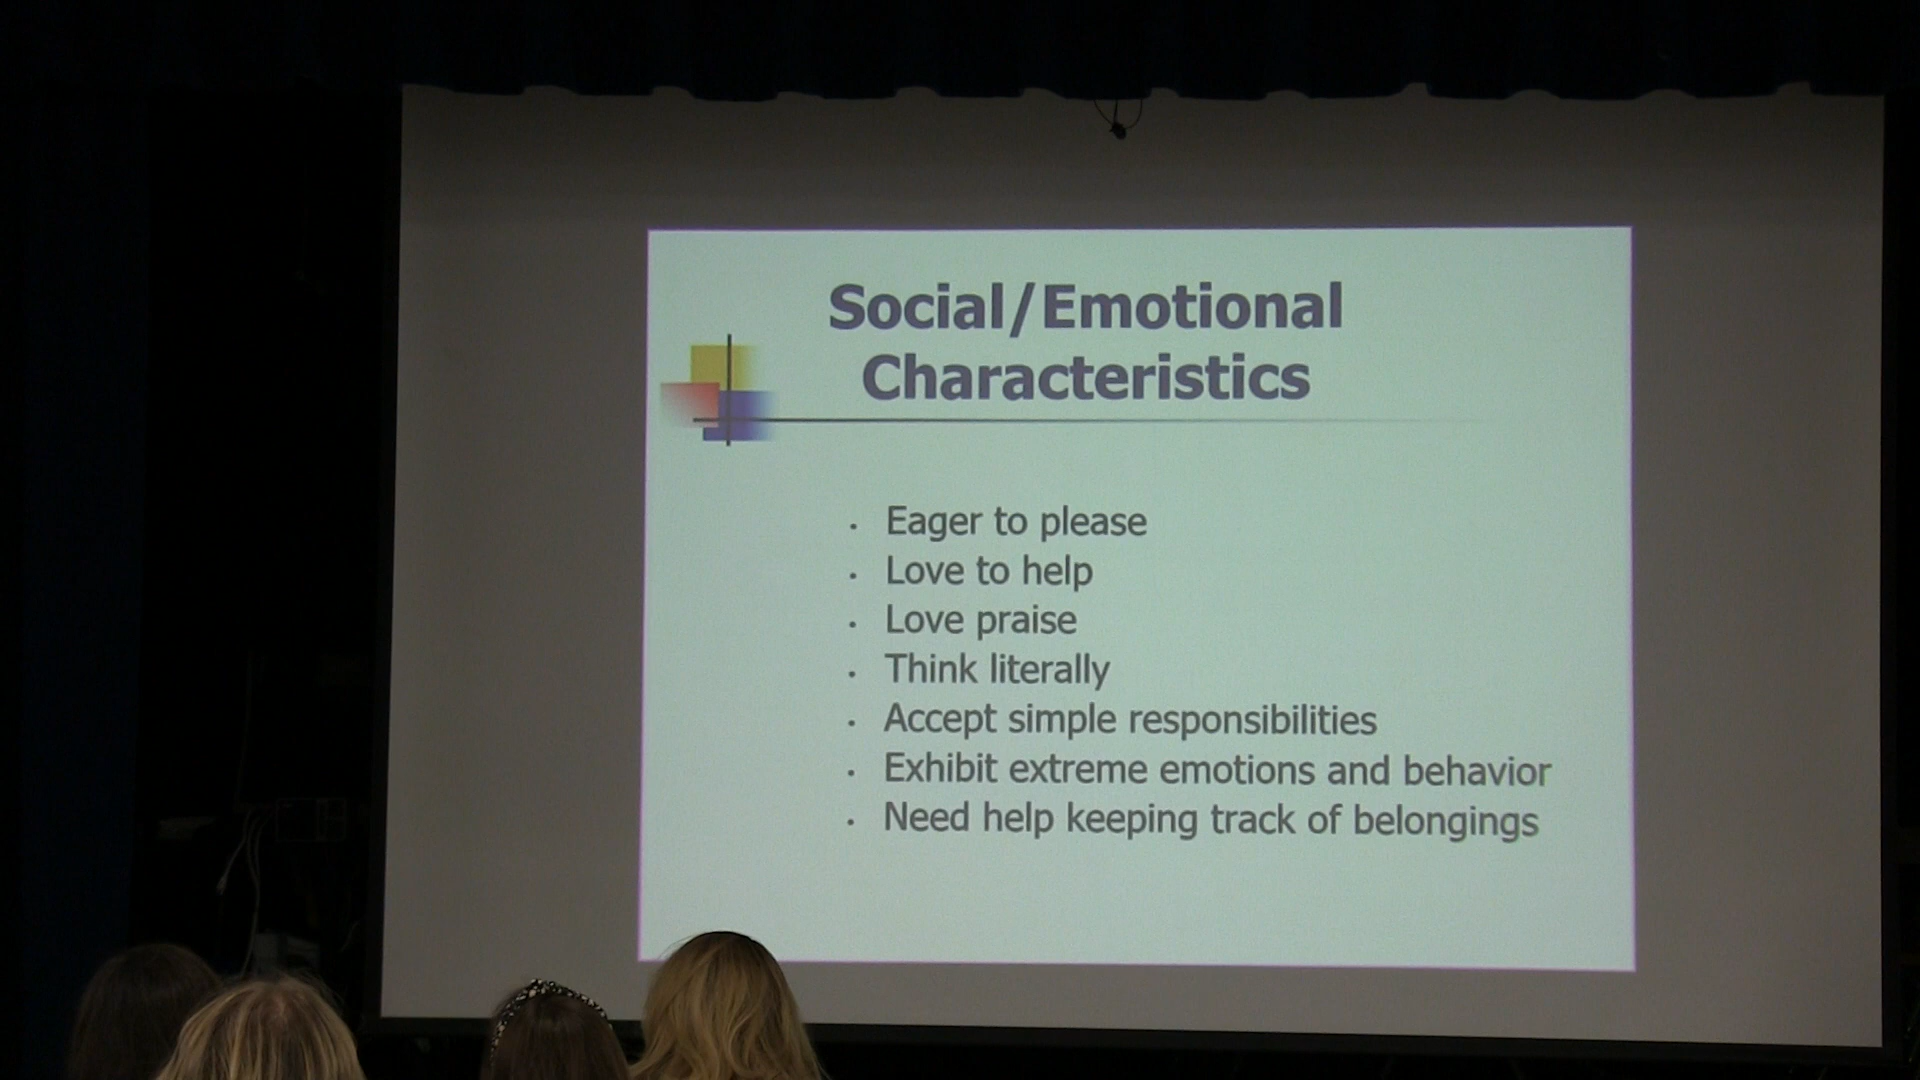 Social/Emotional
Characteristics
• Eager to please
• Love to help
• Love praise
• Think literally
• Accept simple responsibilities
• Exhibit extreme emotions and behavior
• Need help keeping track of belongings